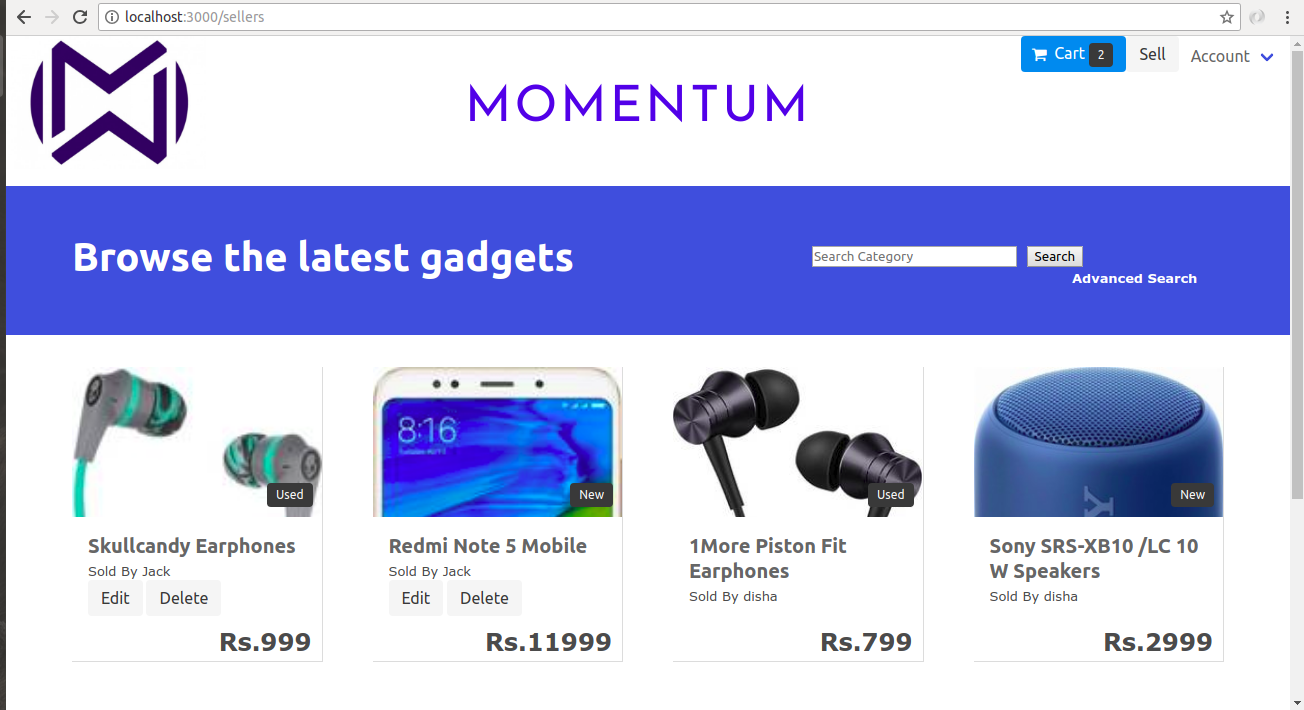 localhost:3000/sellers
Cart 2 Sell Account
MOMENTUM
Browse the latest gadgets
Search Category Search
Advanced Search
8:16
Used
New
Used
Y
New
Skullcandy Earphones
Sold By Jack
Edit Delete
Rs.999
Redmi Note 5 Mobile
Sold By Jack
Edit Delete
Rs.11999
1More Piston Fit
Earphones
Sold By disha
Rs.799
Sony SRS-XB10 /LC 10
W Speakers
Sold By disha
Rs.2999